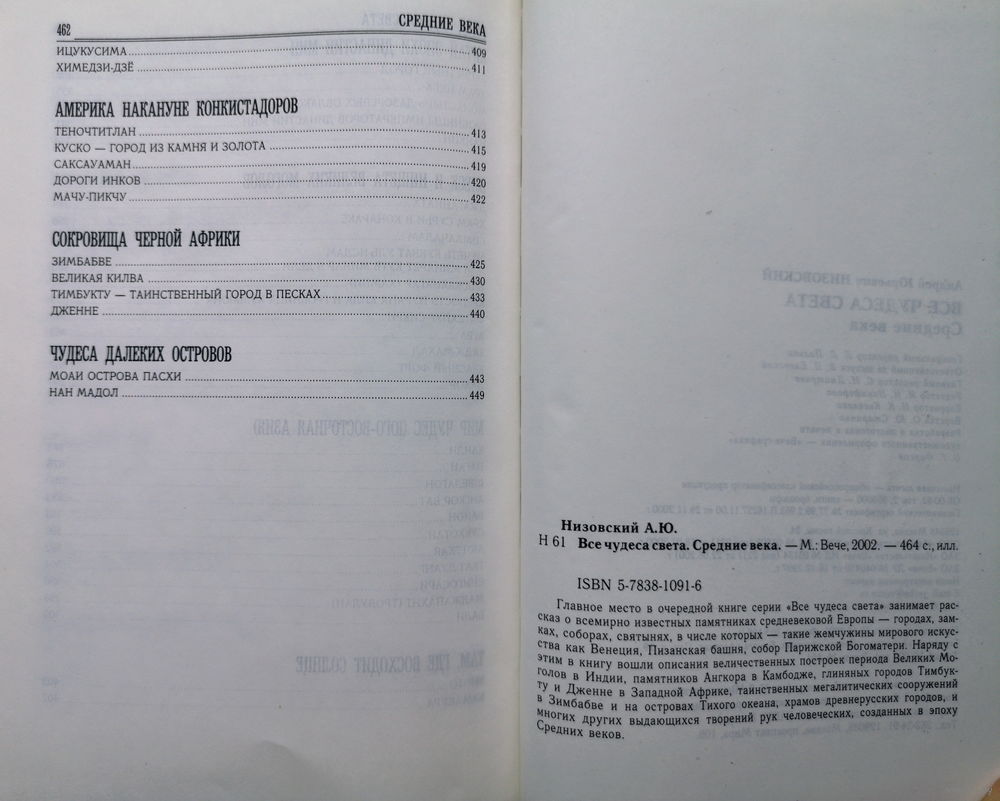 462 СРЕДНИЕ ВЕКА
ИЦУКУСИМА 409
ХИМЕДЗИ-ДЗЁ 411
АМЕРИКА НАКАНУНЕ КОНКИСТАДОРОВ
ТЕНОЧТИТЛАН 413
КУСКО — ГОРОД ИЗ КАМНЯ И ЗОЛОТА 415
САКСАУАМАН 419
ДОРОГИ ИНКОВ 420
МАЧУ-ПИКЧУ 422
СОКРОВИЩА ЧЕРНОЙ АФРИКИ
ЗИМБАБВЕ 425
ВЕЛИКАЯ КИЛВА 430
ТИМБУКТУ — ТАИНСТВЕННЫЙ ГОРОД В ПЕСКАХ 433
ДЖЕННЕ 440
ЧУДЕСА ДАЛЕКИХ ОСТРОВОВ
МОАИ ОСТРОВА ПАСХИ 443
НАН МАДОЛ 449
Низовский А.Ю.
Н 61 Все чудеса света. Средние века. — М.: Вече, 2002. — 464 с., илл.
ISBN 5-7838-1091-6
Главное место в очередной книге серии «Все чудеса света» занимает рас-
сказ о всемирно известных памятниках средневековой Европы — городах, зам-
ках, соборах, святынях, в числе которых — такие жемчужины мирового искус-
ства как Венеция, Пизанская башня, собор Парижской Богоматери. Наряду с
этим в книгу вошли описания величественных построек периода Великих Мо-
голов в Индии, памятников Ангкора в Камбодже, глиняных городов Тимбук-
ту и Дженне в Западной Африке, таинственных мегалитических сооружений
в Зимбабве и на островах Тихого океана, храмов древнерусских городов, и
многих других выдающихся творений рук человеческих, созданных в эпоху
Средних веков.